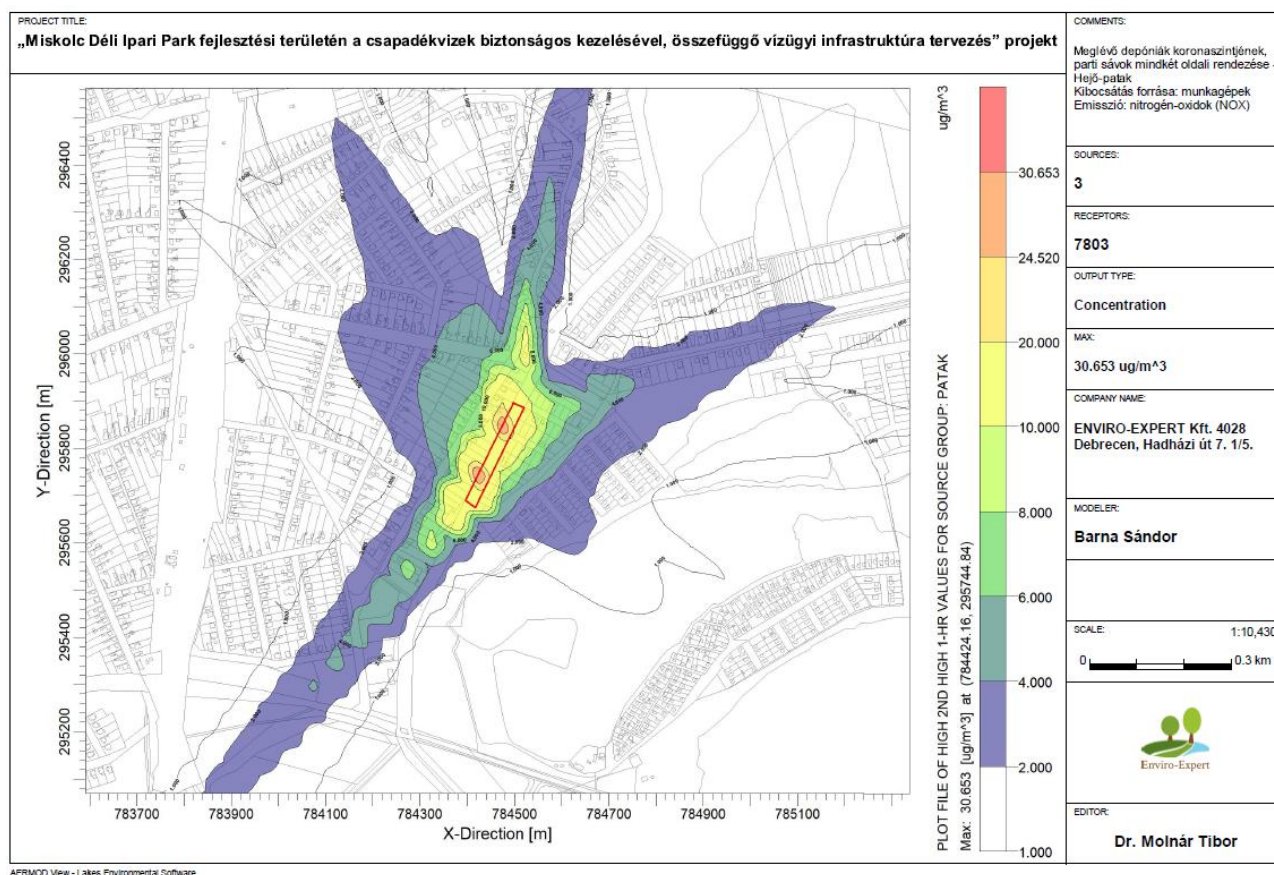 PROJECT TITLE:
„Miskolc Déli Ipari Park fejlesztési területén a csapadékvizek biztonságos kezelésével, összefüggő vízügyi infrastruktúra tervezés” projekt
COMMENTS:
Meglévő depóniák koronaszintjének,
parti sávok mindkét oldali rendezése -
Hejő-patak
Kibocsátás forrása: munkagépek
Emisszió: nitrogén-oxidok (NOX)
SOURCES:
3
RECEPTORS:
7803
OUTPUT TYPE:
Concentration
MAX:
30.653 ug/m^3
COMPANY NAME:
ENVIRO-EXPERT Kft. 4028
Debrecen, Hadházi út 7. 1/5.
MODELER:
Barna Sándor
SCALE:
1:10,430
0
0.3 km
Enviro-Expert
EDITOR:
Dr. Molnár Tibor
Y-Direction [m]
296400
296200
296000
295800
295600
295400
295200
783700
783900
784100
784300
784500
784700
784900
785100
X-Direction [m]
PLOT FILE OF HIGH 2ND HIGH 1-HR VALUES FOR SOURCE GROUP: PATAK
Max: 30.653 [ug/m^3] at (784424.16, 295744.84)
ug/m^3
30.653
24.520
20.000
10.000
8.000
6.000
4.000
2.000
1.000
AERMOD View - Lakes Environmental Software